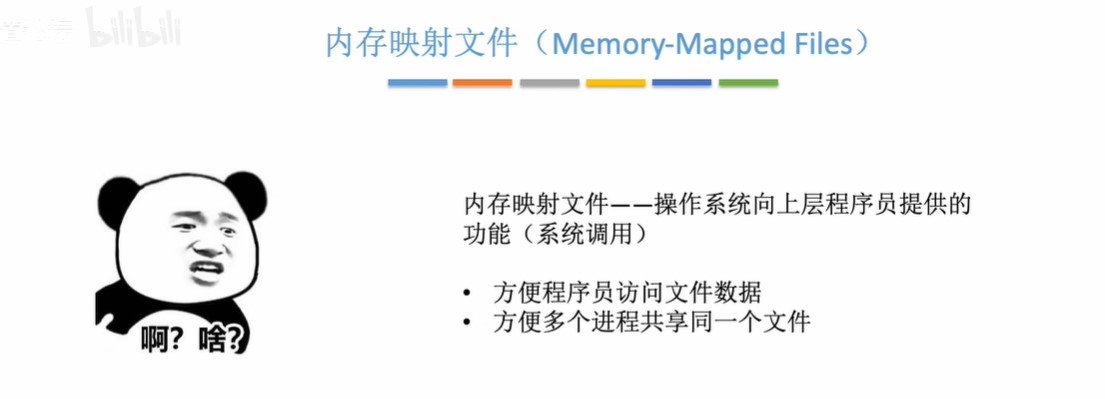 bilibili
内存映射文件（Memory-Mapped Files）
内存映射文件——操作系统向上层程序员提供的
功能（系统调用）
• 方便程序员访问文件数据
• 方便多个进程共享同一个文件
啊？啥？